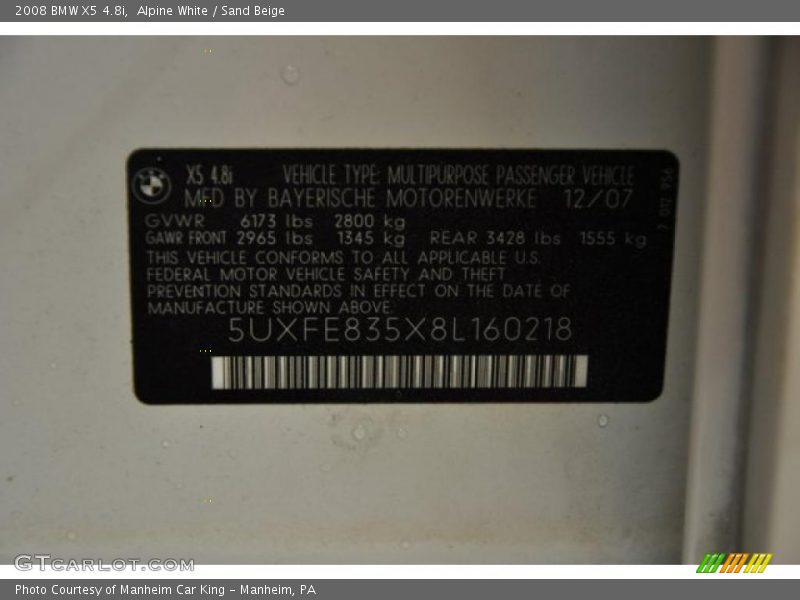 2008 BMW X5 4.8i, Alpine White / Sand Beige
X5 4.8i VEHICLE TYPE: MULTIPURPOSE PASSENGER VEHICLE
MFD BY BAYERISCHE MOTORENWERKE 12/07
GVWR 6173 lbs 2800 kg
GAWR FRONT 2965 lbs 1345 kg REAR 3428 lbs 1555 kg
THIS VEHICLE CONFORMS TO ALL APPLICABLE U.S.
FEDERAL MOTOR VEHICLE SAFETY AND THEFT
PREVENTION STANDARDS IN EFFECT ON THE DATE OF
MANUFACTURE SHOWN ABOVE.
5UXFE835X8L160218
7 012 956
GTCARLOT.COM
Photo Courtesy of Manheim Car King - Manheim, PA